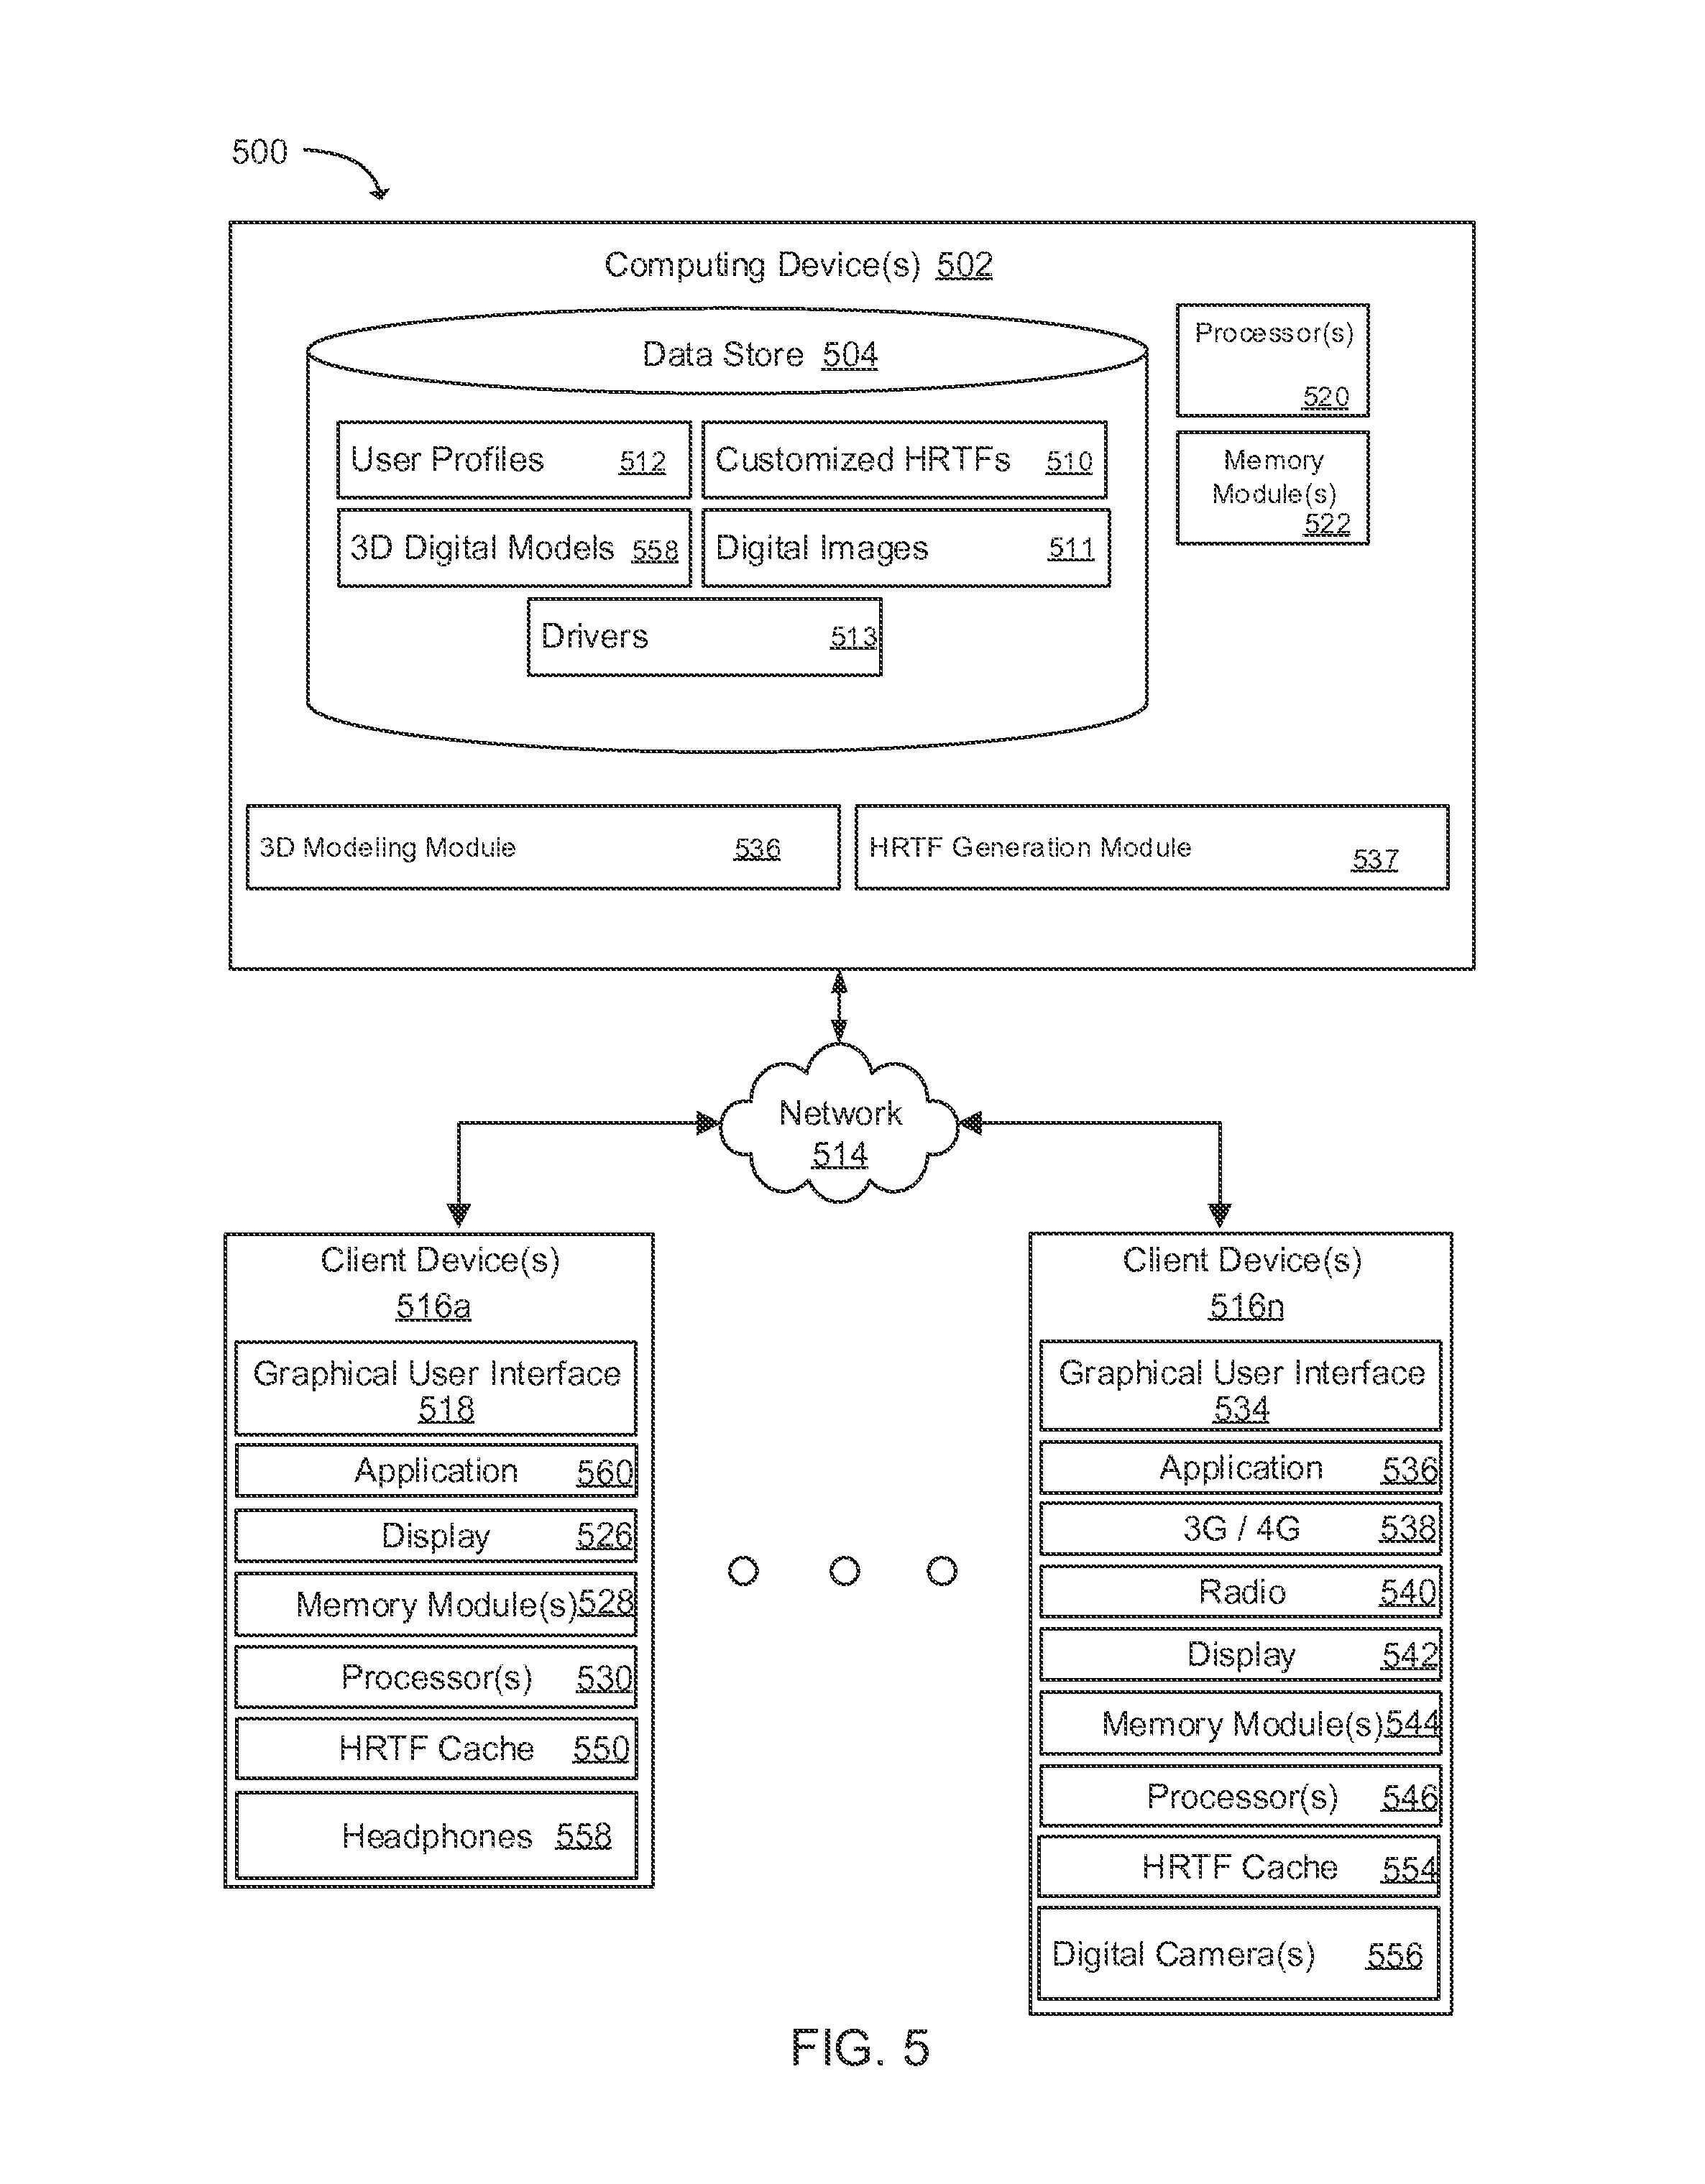 500
Computing Device(s) 502
Data Store 504
Processor(s)
520
User Profiles 512
Customized HRTFs 510
Memory
Module(s)
522
3D Digital Models 558
Digital Images 511
Drivers 513
3D Modeling Module 536
HRTF Generation Module 537
Network
514
Client Device(s)
516a
Graphical User Interface
518
Application 560
Display 526
Memory Module(s) 528
Processor(s) 530
HRTF Cache 550
Headphones 558
Client Device(s)
516n
Graphical User Interface
534
Application 536
3G / 4G 538
Radio 540
Display 542
Memory Module(s) 544
Processor(s) 546
HRTF Cache 554
Digital Camera(s) 556
FIG. 5